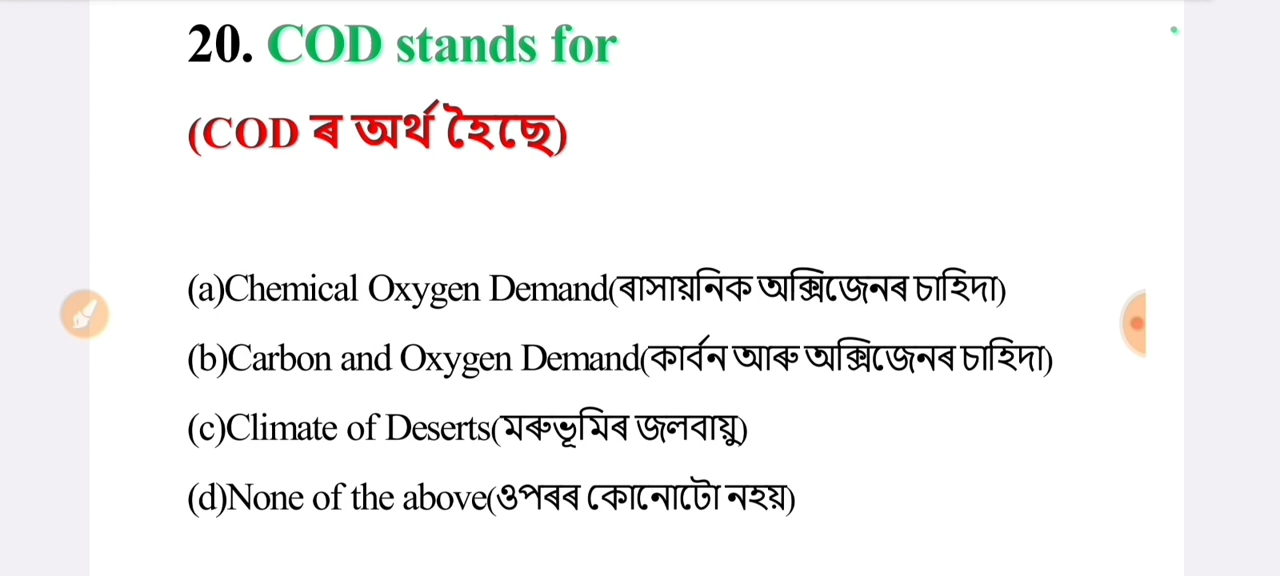 20. COD stands for
(COD ৰ অৰ্থ হৈছে)
(a)Chemical Oxygen Demand(ৰাসায়নিক অক্সিজেনৰ চাহিদা)
(b)Carbon and Oxygen Demand(কাৰ্বন আৰু অক্সিজেনৰ চাহিদা)
(c)Climate of Deserts(মৰুভূমিৰ জলবায়ু)
(d)None of the above(ওপৰৰ কোনোটো নহয়)